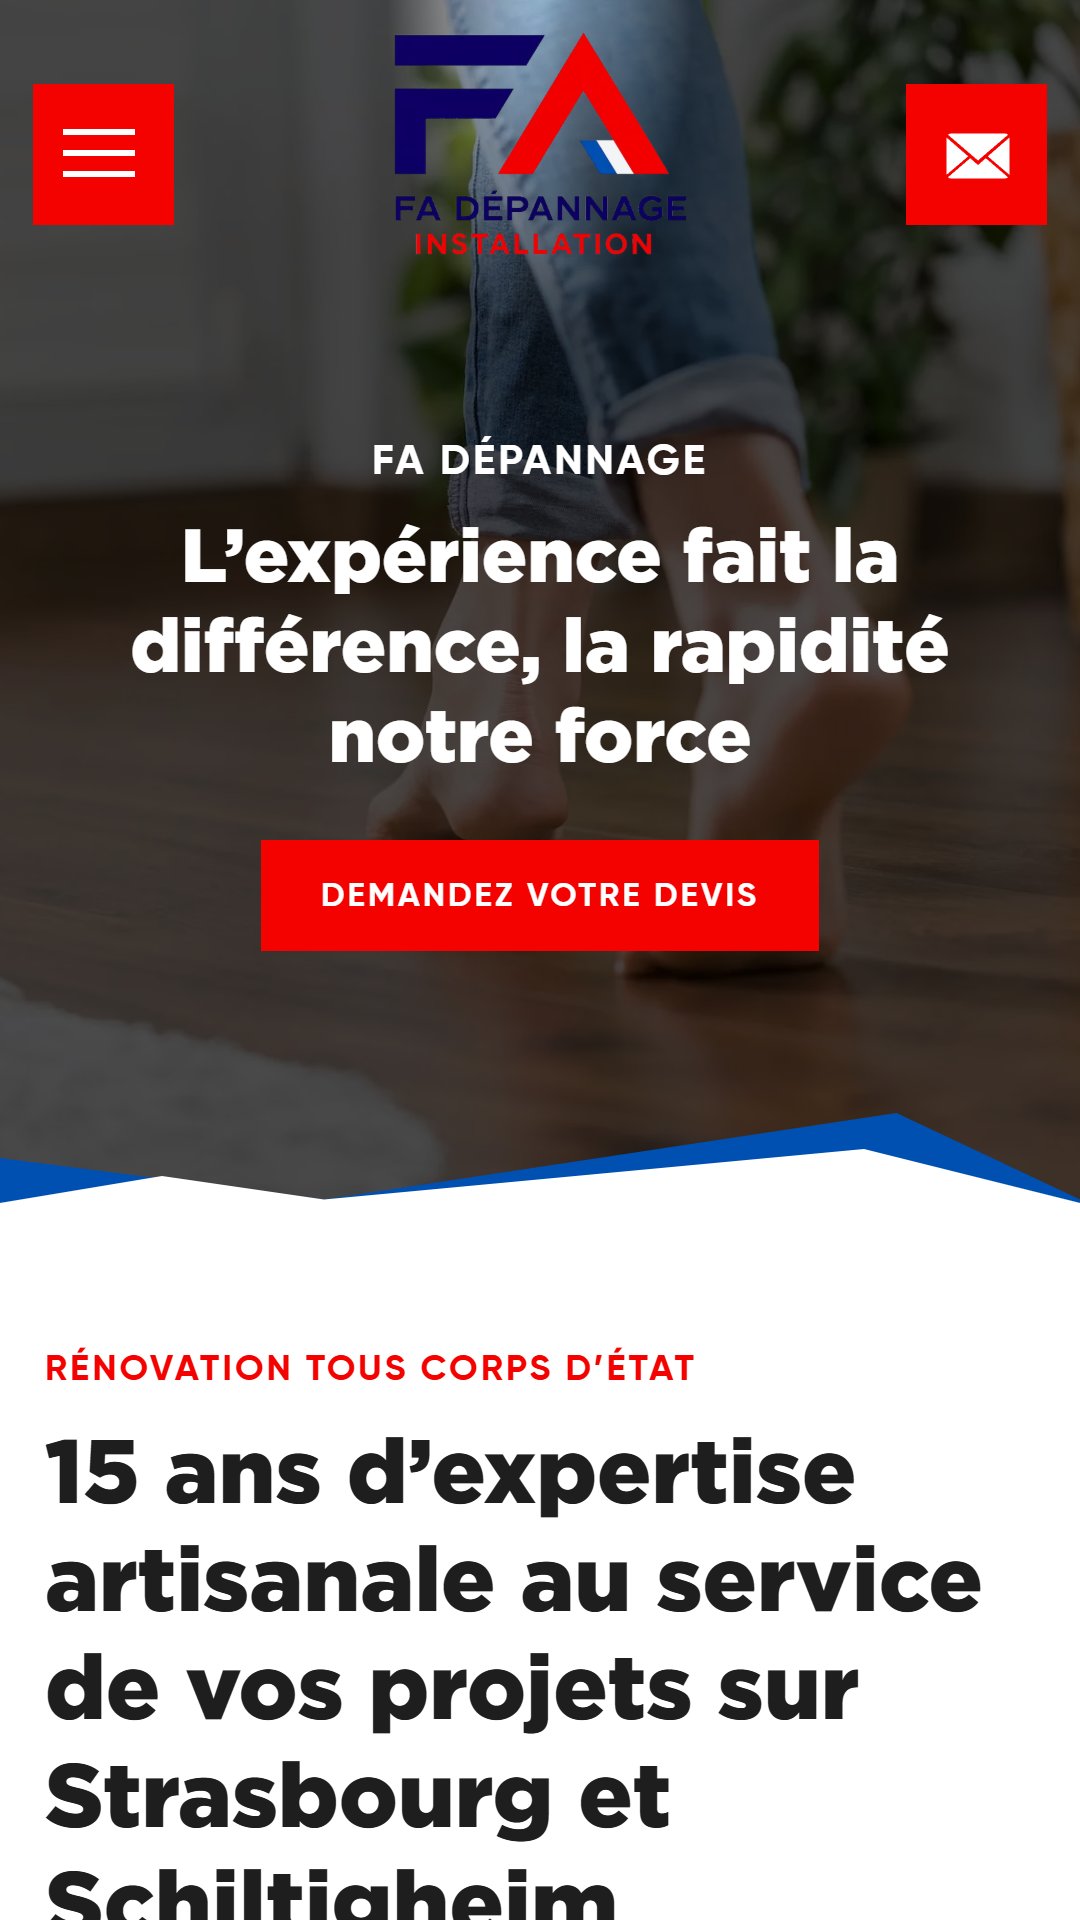 FA DÉPANNAGE
INSTALLATION
FA DÉPANNAGE
L’expérience fait la
différence, la rapidité
notre force
DEMANDEZ VOTRE DEVIS
RÉNOVATION TOUS CORPS D’ÉTAT
15 ans d’expertise
artisanale au service
de vos projets sur
Strasbourg et
Schiltigheim